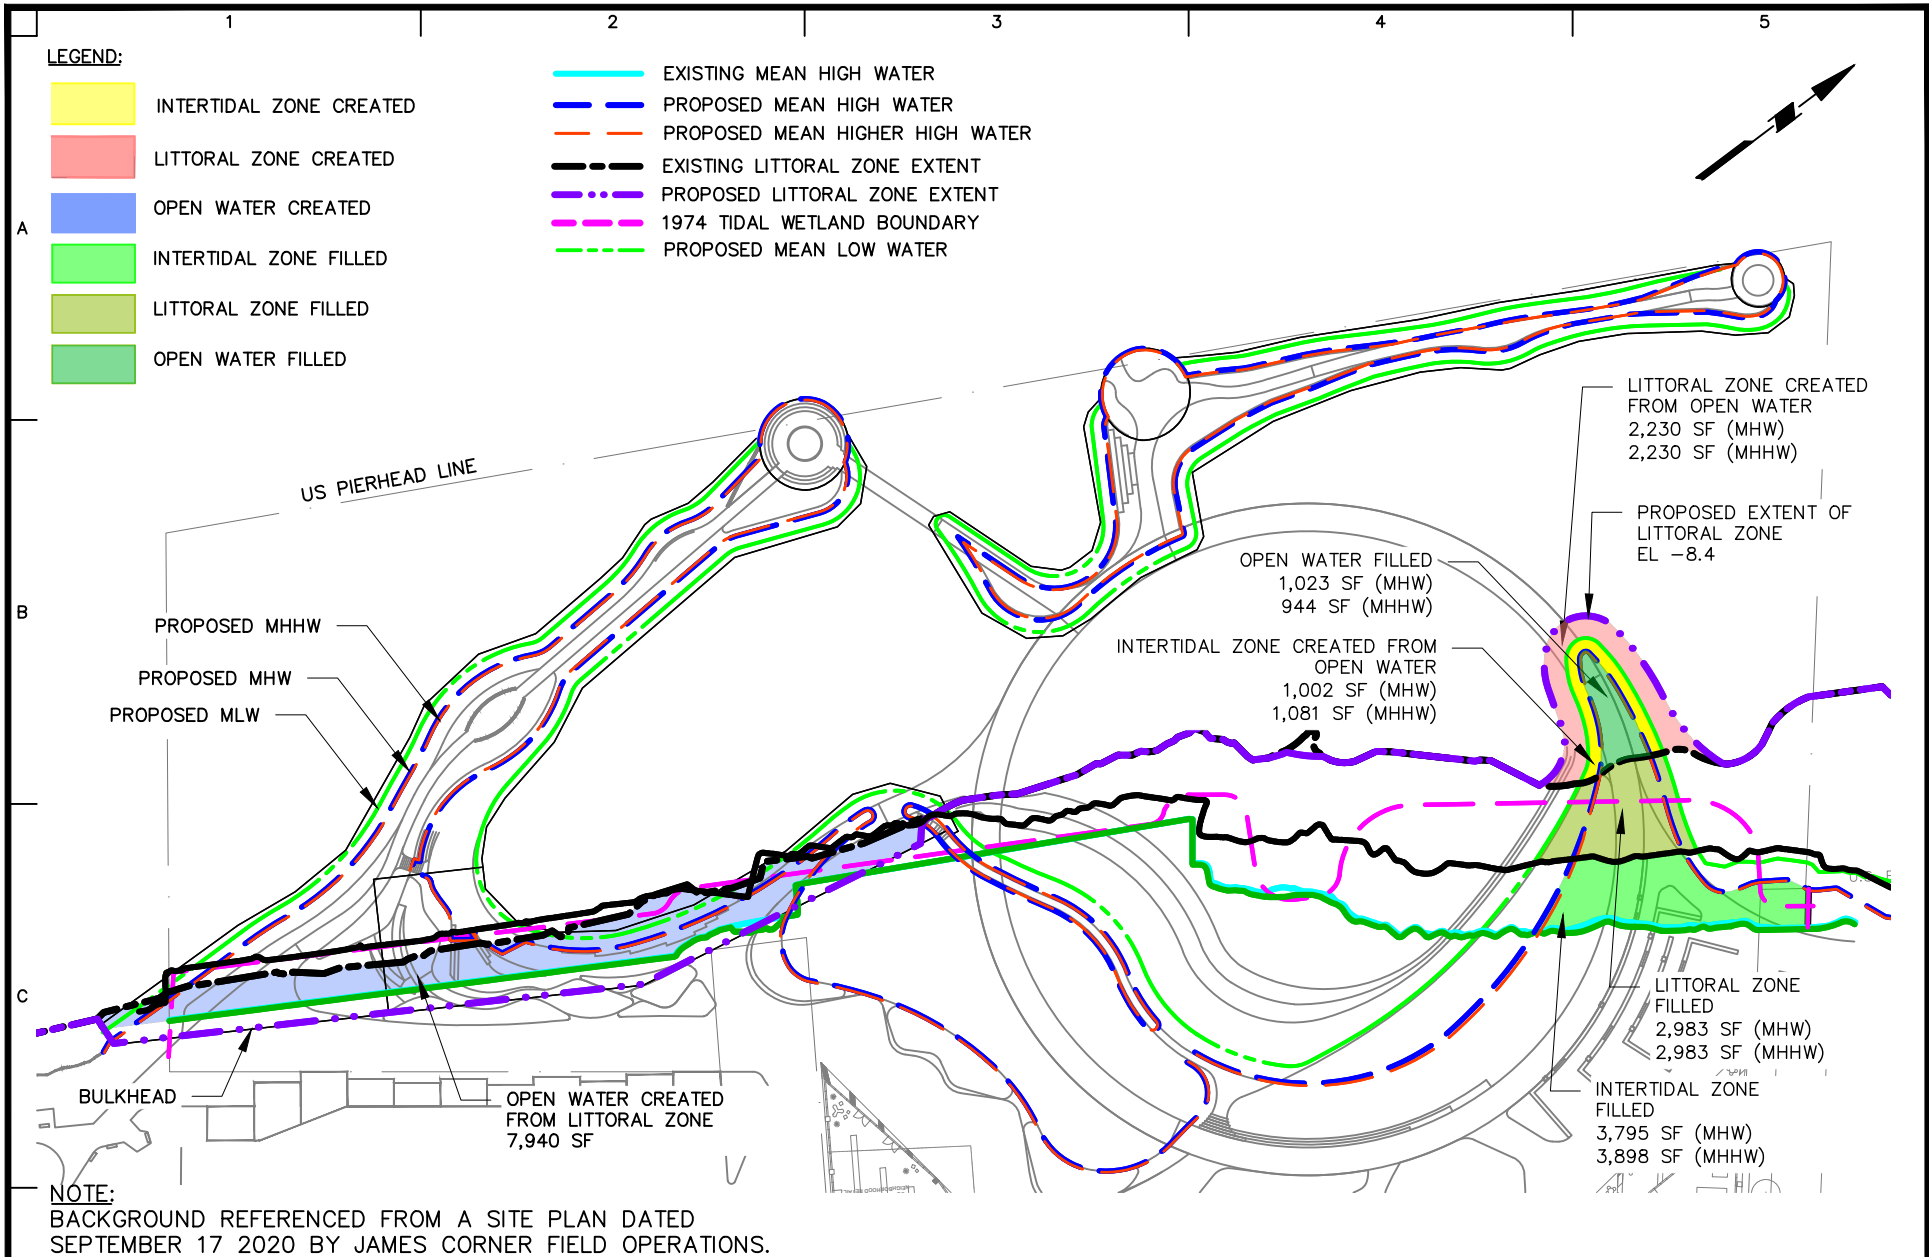 1
2
3
4
5
A
B
C
LEGEND:
INTERTIDAL ZONE CREATED
LITTORAL ZONE CREATED
OPEN WATER CREATED
INTERTIDAL ZONE FILLED
LITTORAL ZONE FILLED
OPEN WATER FILLED
EXISTING MEAN HIGH WATER
PROPOSED MEAN HIGH WATER
PROPOSED MEAN HIGHER HIGH WATER
EXISTING LITTORAL ZONE EXTENT
PROPOSED LITTORAL ZONE EXTENT
1974 TIDAL WETLAND BOUNDARY
PROPOSED MEAN LOW WATER
LITTORAL ZONE CREATED
FROM OPEN WATER
2,230 SF (MHW)
2,230 SF (MHHW)
US PIERHEAD LINE
PROPOSED EXTENT OF
LITTORAL ZONE
EL -8.4
OPEN WATER FILLED
1,023 SF (MHW)
944 SF (MHHW)
INTERTIDAL ZONE CREATED FROM
OPEN WATER
1,002 SF (MHW)
1,081 SF (MHHW)
PROPOSED MHHW
PROPOSED MHW
PROPOSED MLW
LITTORAL ZONE
FILLED
2,983 SF (MHW)
2,983 SF (MHHW)
INTERTIDAL ZONE
FILLED
3,795 SF (MHW)
3,898 SF (MHHW)
BULKHEAD
OPEN WATER CREATED
FROM LITTORAL ZONE
7,940 SF
NOTE:
BACKGROUND REFERENCED FROM A SITE PLAN DATED
SEPTEMBER 17 2020 BY JAMES CORNER FIELD OPERATIONS.